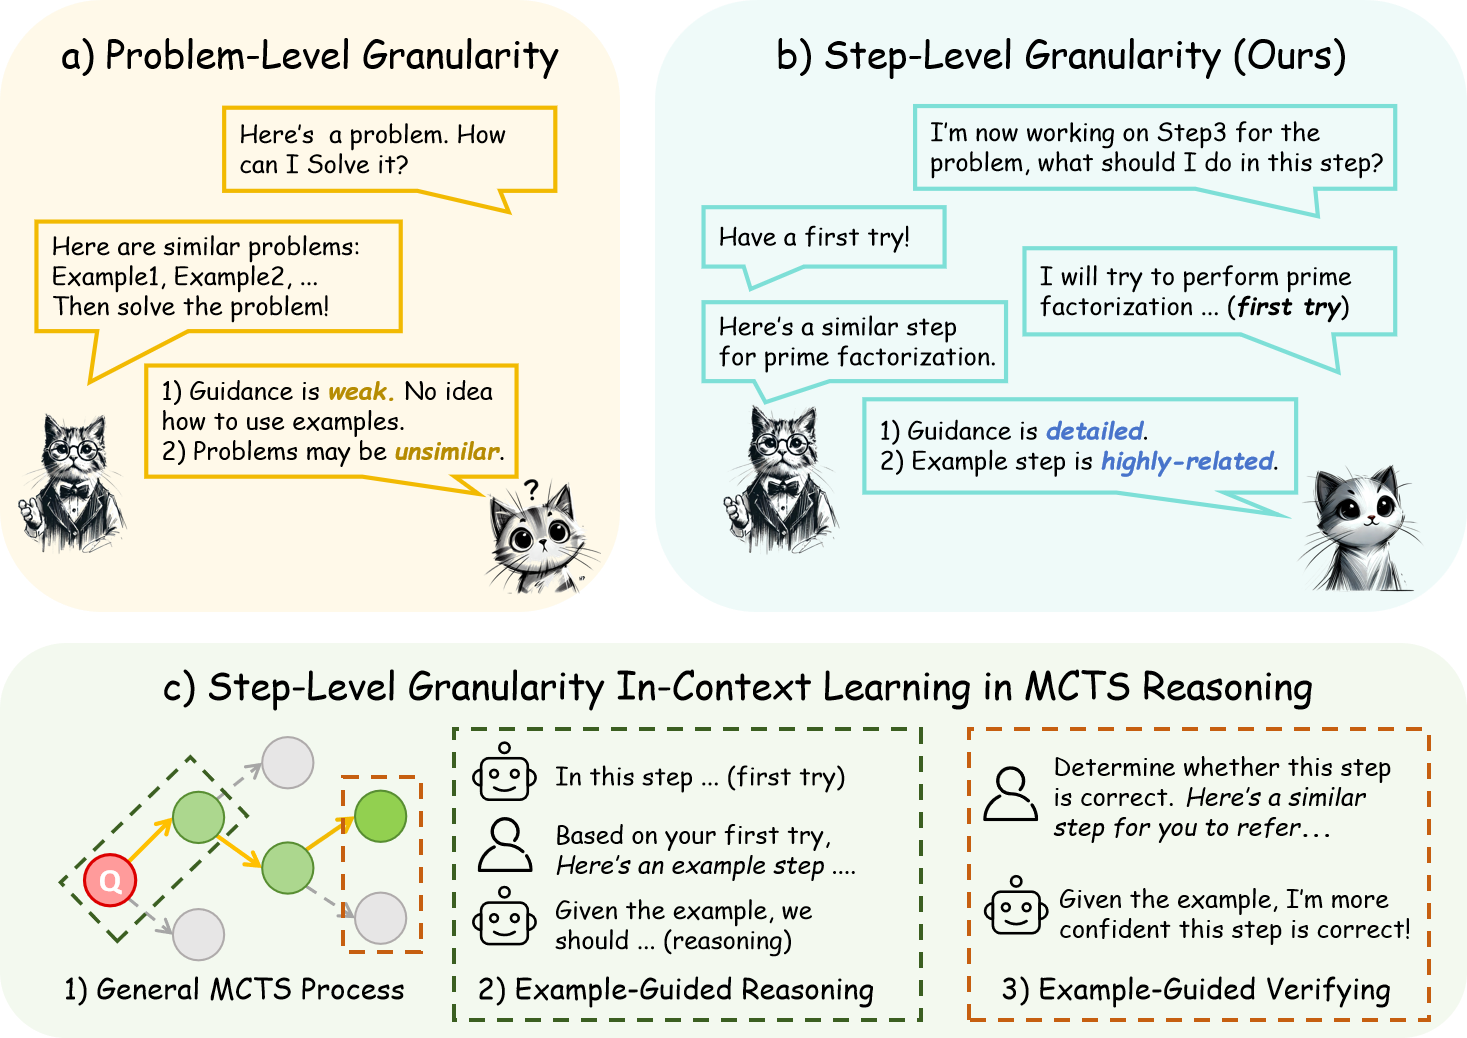 a) Problem-Level Granularity
Here's a problem. How
can I Solve it?
Here are similar problems:
Example1, Example2, ...
Then solve the problem!
1) Guidance is weak. No idea
how to use examples.
2) Problems may be unsimilar.
?
b) Step-Level Granularity (Ours)
I'm now working on Step3 for the
problem, what should I do in this step?
Have a first try!
I will try to perform prime
factorization ... (first try)
Here's a similar step
for prime factorization.
1) Guidance is detailed.
2) Example step is highly-related.
c) Step-Level Granularity In-Context Learning in MCTS Reasoning
Q
1) General MCTS Process
In this step ... (first try)
Based on your first try,
Here's an example step ....
Given the example, we
should ... (reasoning)
2) Example-Guided Reasoning
Determine whether this step
is correct. Here's a similar
step for you to refer...
Given the example, I'm more
confident this step is correct!
3) Example-Guided Verifying